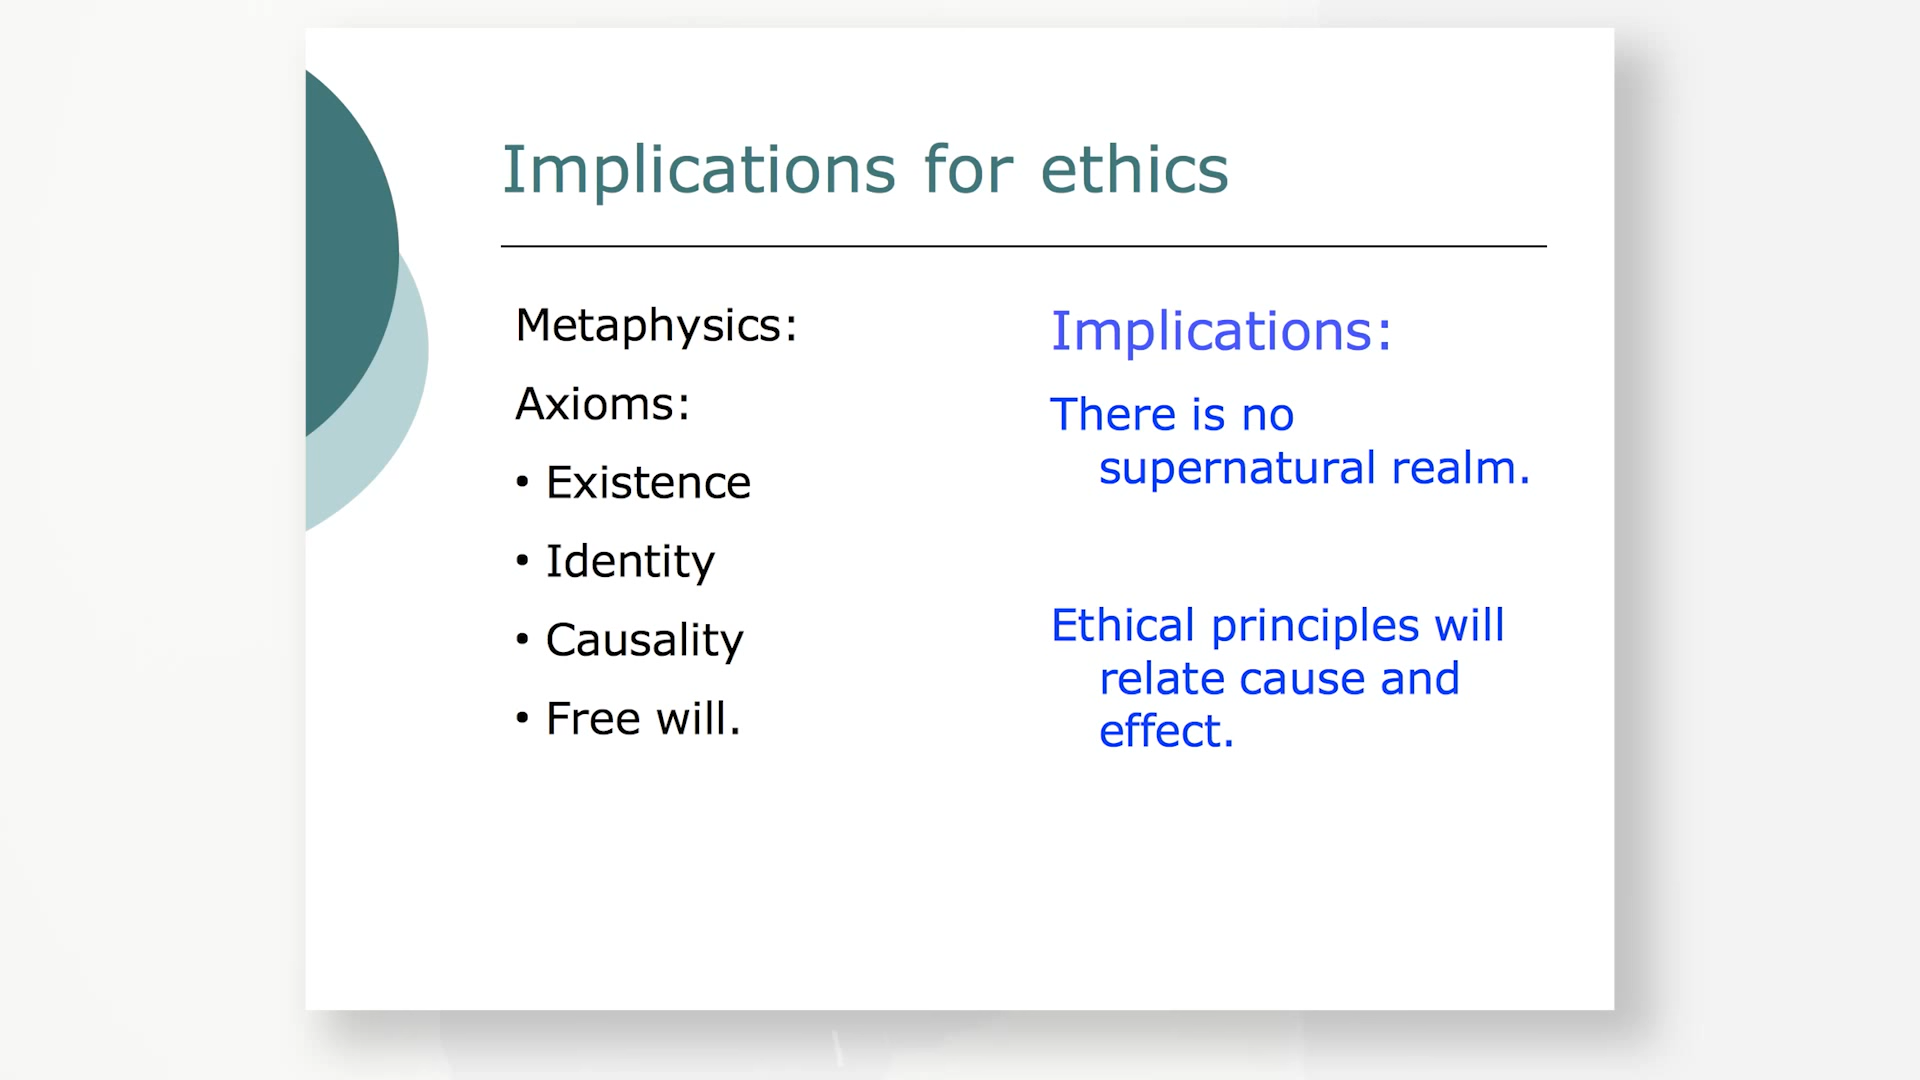 Implications for ethics
Metaphysics:
Axioms:
• Existence
• Identity
• Causality
• Free will.
Implications:
There is no
supernatural realm.
Ethical principles will
relate cause and
effect.